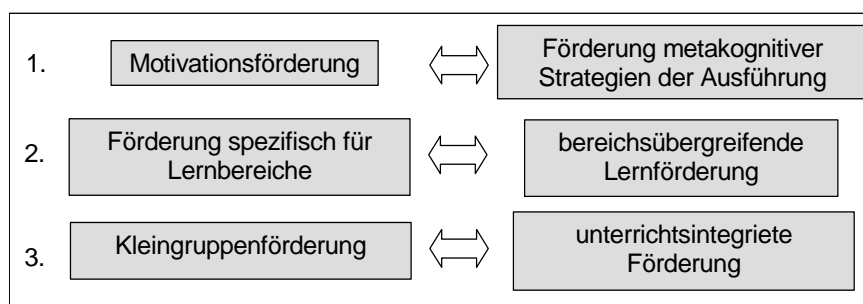 1. Motivationsförderung
Förderung metakognitiver
Strategien der Ausführung
2. Förderung spezifisch für
Lernbereiche
bereichsübergreifende
Lernförderung
3. Kleingruppenförderung
unterrichtsintegriete
Förderung